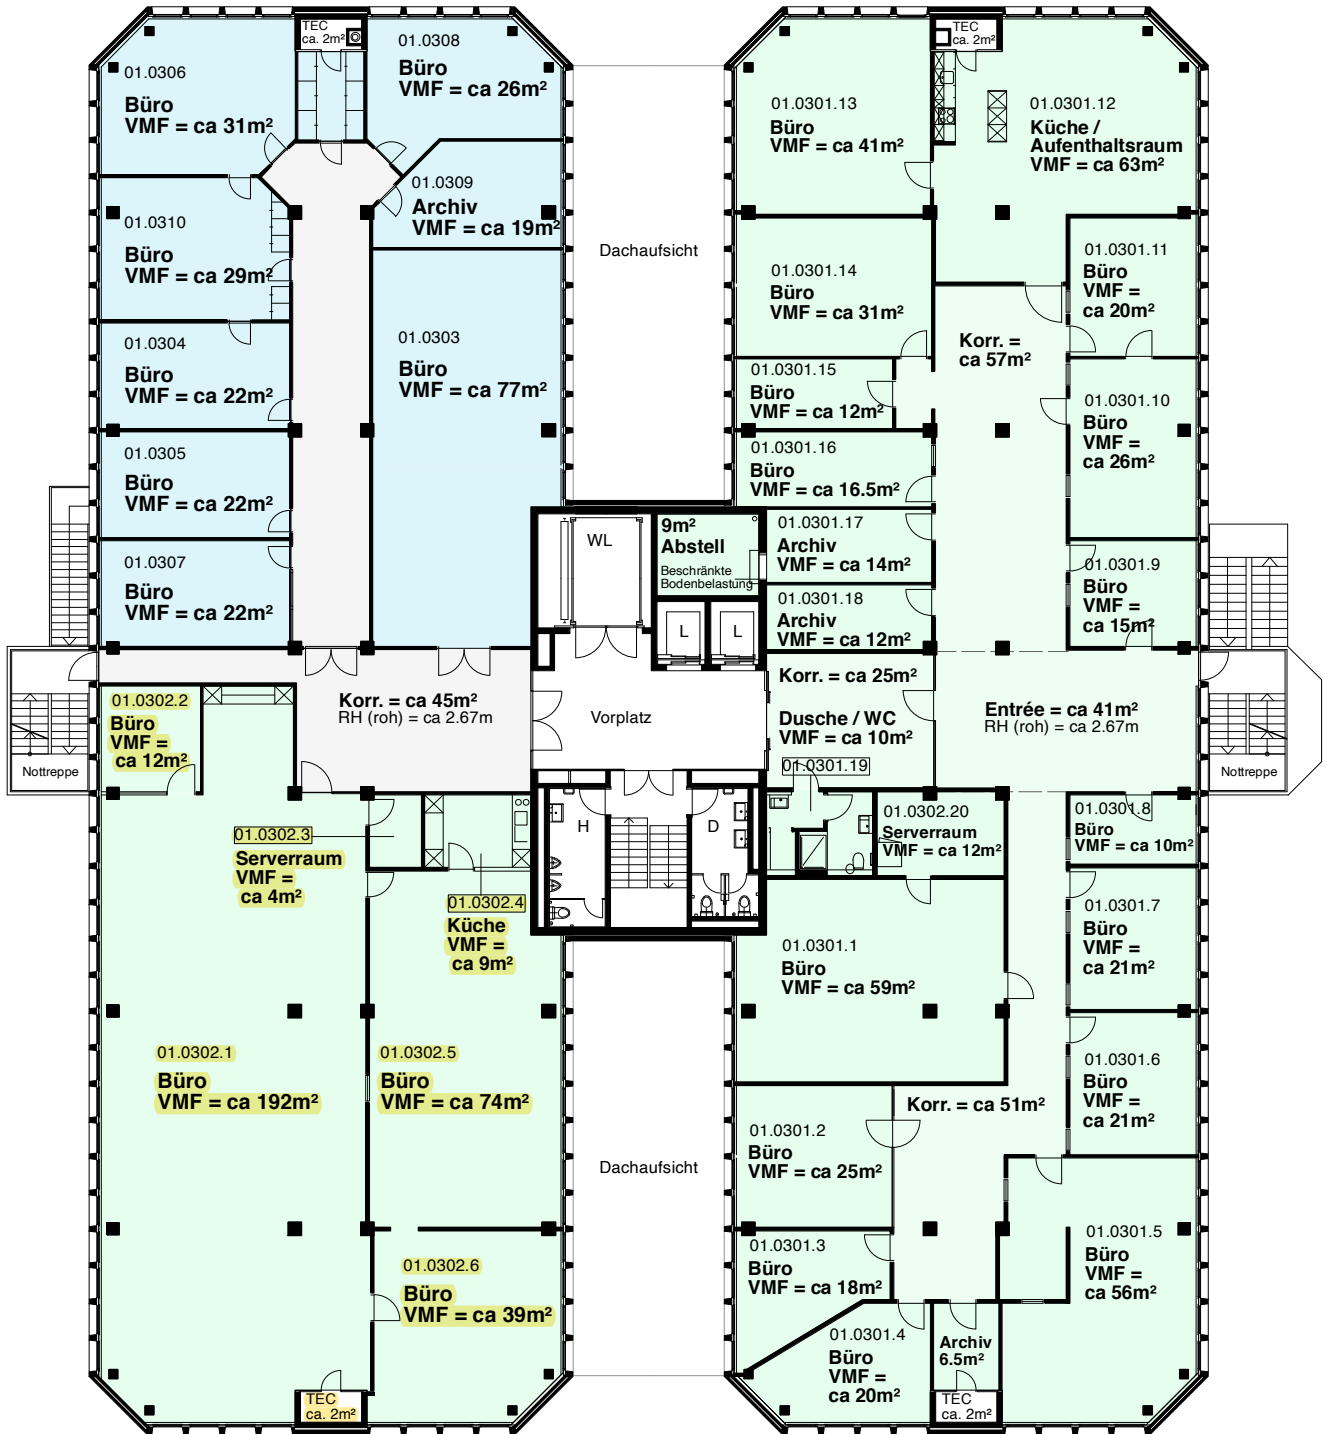 TEC
ca. 2m²
01.0306
Büro
VMF = ca 31m²
01.0308
Büro
VMF = ca 26m²
01.0310
Büro
VMF = ca 29m²
01.0309
Archiv
VMF = ca 19m²
01.0304
Büro
VMF = ca 22m²
01.0303
Büro
VMF = ca 77m²
01.0305
Büro
VMF = ca 22m²
01.0307
Büro
VMF = ca 22m²
Dachaufsicht
TEC
ca. 2m²
01.0301.13
Büro
VMF = ca 41m²
01.0301.12
Küche /
Aufenthaltsraum
VMF = ca 63m²
01.0301.14
Büro
VMF = ca 31m²
01.0301.11
Büro
VMF =
ca 20m²
Korr. =
ca 57m²
01.0301.15
Büro
VMF = ca 12m²
01.0301.10
Büro
VMF =
ca 26m²
01.0301.16
Büro
VMF = ca 16.5m²
01.0301.17
Archiv
VMF = ca 14m²
01.0301.9
Büro
VMF =
ca 15m²
01.0301.18
Archiv
VMF = ca 12m²
WL
9m²
Abstell
Beschränkte
Bodenbelastung
L
L
Korr. = ca 45m²
RH (roh) = ca 2.67m
Vorplatz
Korr. = ca 25m²
Dusche / WC
VMF = ca 10m²
01.0301.19
Entrée = ca 41m²
RH (roh) = ca 2.67m
Nottreppe
Nottreppe
01.0302.2
Büro
VMF =
ca 12m²
01.0302.3
Serverraum
VMF =
ca 4m²
01.0302.4
Küche
VMF =
ca 9m²
H
D
01.0302.20
Serverraum
VMF = ca 12m²
01.0301.8
Büro
VMF = ca 10m²
01.0301.7
Büro
VMF =
ca 21m²
01.0301.1
Büro
VMF = ca 59m²
01.0302.1
Büro
VMF = ca 192m²
01.0302.5
Büro
VMF = ca 74m²
01.0301.6
Büro
VMF =
ca 21m²
Korr. = ca 51m²
01.0301.2
Büro
VMF = ca 25m²
Dachaufsicht
01.0301.3
Büro
VMF = ca 18m²
01.0301.5
Büro
VMF =
ca 56m²
01.0302.6
Büro
VMF = ca 39m²
01.0301.4
Büro
VMF =
ca 20m²
Archiv
6.5m²
TEC
ca. 2m²
TEC
ca. 2m²